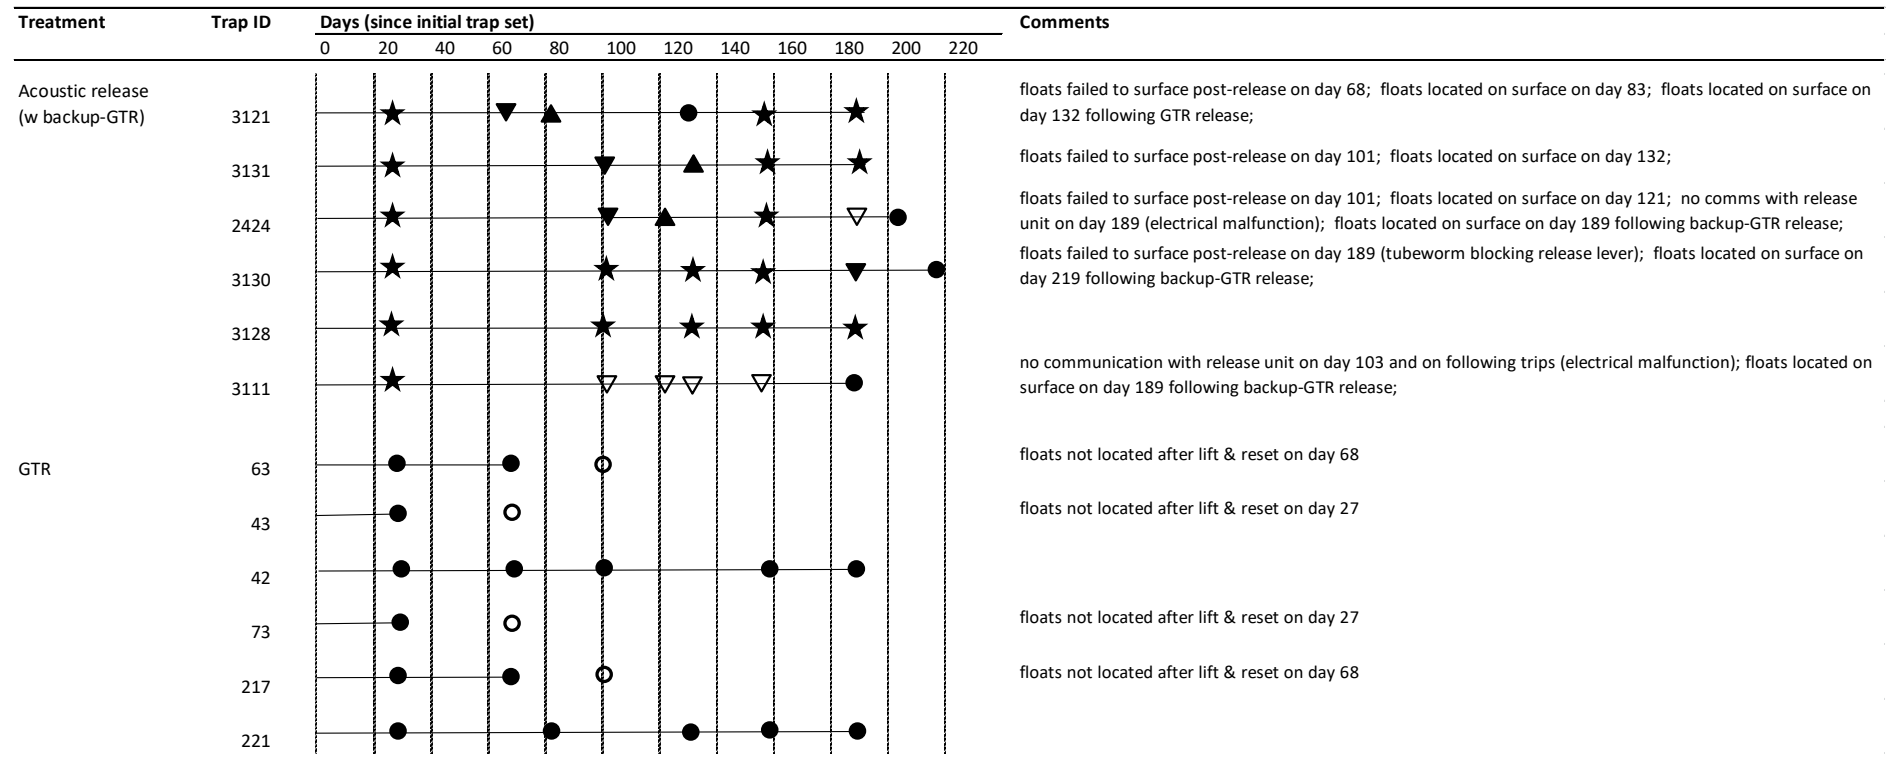 Treatment Trap ID Days (since initial trap set) Comments
0 20 40 60 80 100 120 140 160 180 200 220
Acoustic release
(w backup-GTR)
3121
floats failed to surface post-release on day 68; floats located on surface on day 83; floats located on surface on
day 132 following GTR release;
3131
floats failed to surface post-release on day 101; floats located on surface on day 132;
2424
floats failed to surface post-release on day 101; floats located on surface on day 121; no comms with release
unit on day 189 (electrical malfunction); floats located on surface on day 189 following backup-GTR release;
3130
floats failed to surface post-release on day 189 (tubeworm blocking release lever); floats located on surface on
day 219 following backup-GTR release;
3128
3111
no communication with release unit on day 103 and on following trips (electrical malfunction); floats located on
surface on day 189 following backup-GTR release;
GTR 63 floats not located after lift & reset on day 68
43 floats not located after lift & reset on day 27
42
73 floats not located after lift & reset on day 27
217 floats not located after lift & reset on day 68
221